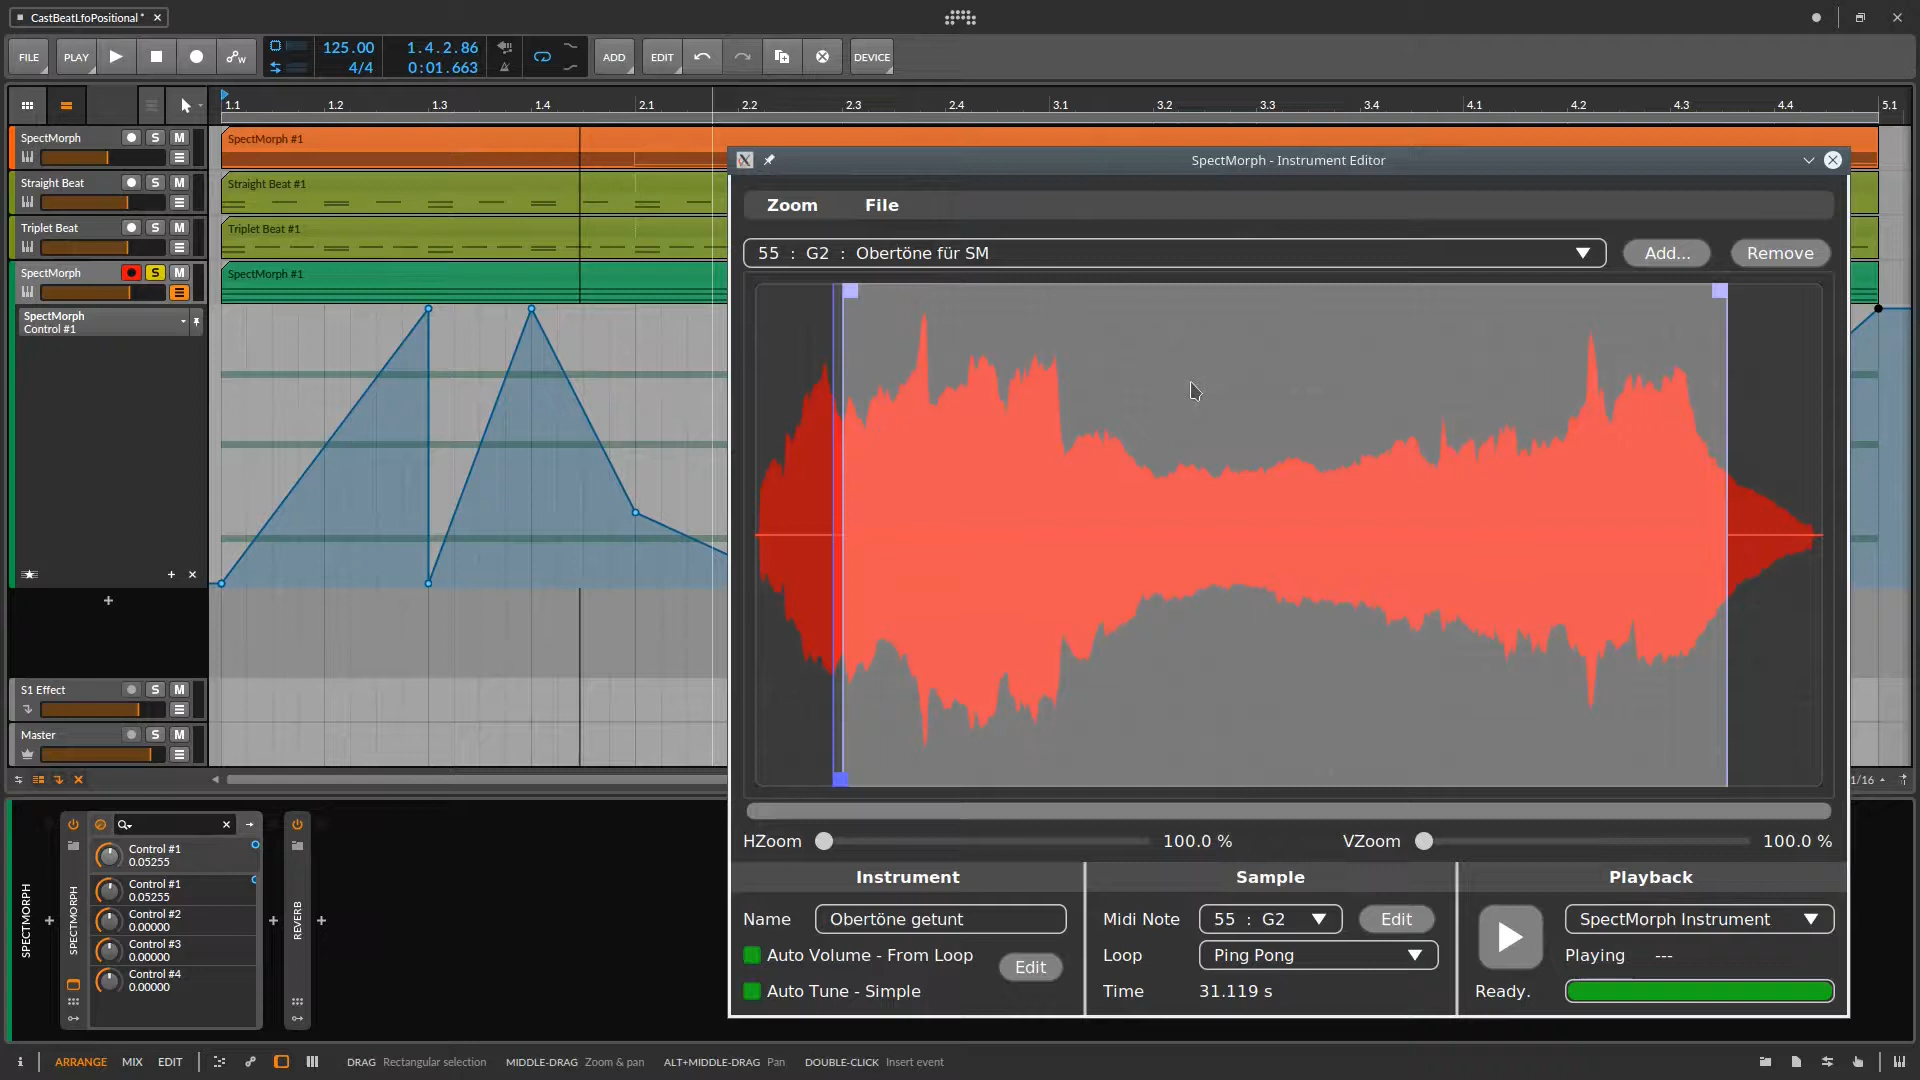 CastBeatLfoPositional *
FILE
PLAY
125.00
4/4
1.4.2.86
0:01.663
ADD
EDIT
DEVICE
1.1 1.2 1.3 1.4 2.1 2.2 2.3 2.4 3.1 3.2 3.3 3.4 4.1 4.2 4.3 4.4 5.1
SpectMorph S M
SpectMorph #1
Straight Beat S M
Straight Beat #1
Triplet Beat S M
Triplet Beat #1
SpectMorph S M
SpectMorph #1
SpectMorph
Control #1
S1 Effect S M
Master S M
1/16
SpectMorph - Instrument Editor
Zoom File
55 : G2 : Obertöne für SM
Add...
Remove
HZoom 100.0 %
VZoom 100.0 %
Instrument
Name Obertöne getunt
Auto Volume - From Loop
Edit
Auto Tune - Simple
Sample
Midi Note 55 : G2 Edit
Loop Ping Pong
Time 31.119 s
Playback
SpectMorph Instrument
Playing ---
Ready.
SPECTMORPH
SPECTMORPH
Control #1
0.05255
Control #1
0.05255
Control #2
0.00000
Control #3
0.00000
Control #4
0.00000
REVERB
ARRANGE MIX EDIT
DRAG Rectangular selection MIDDLE-DRAG Zoom & pan ALT+MIDDLE-DRAG Pan DOUBLE-CLICK Insert event